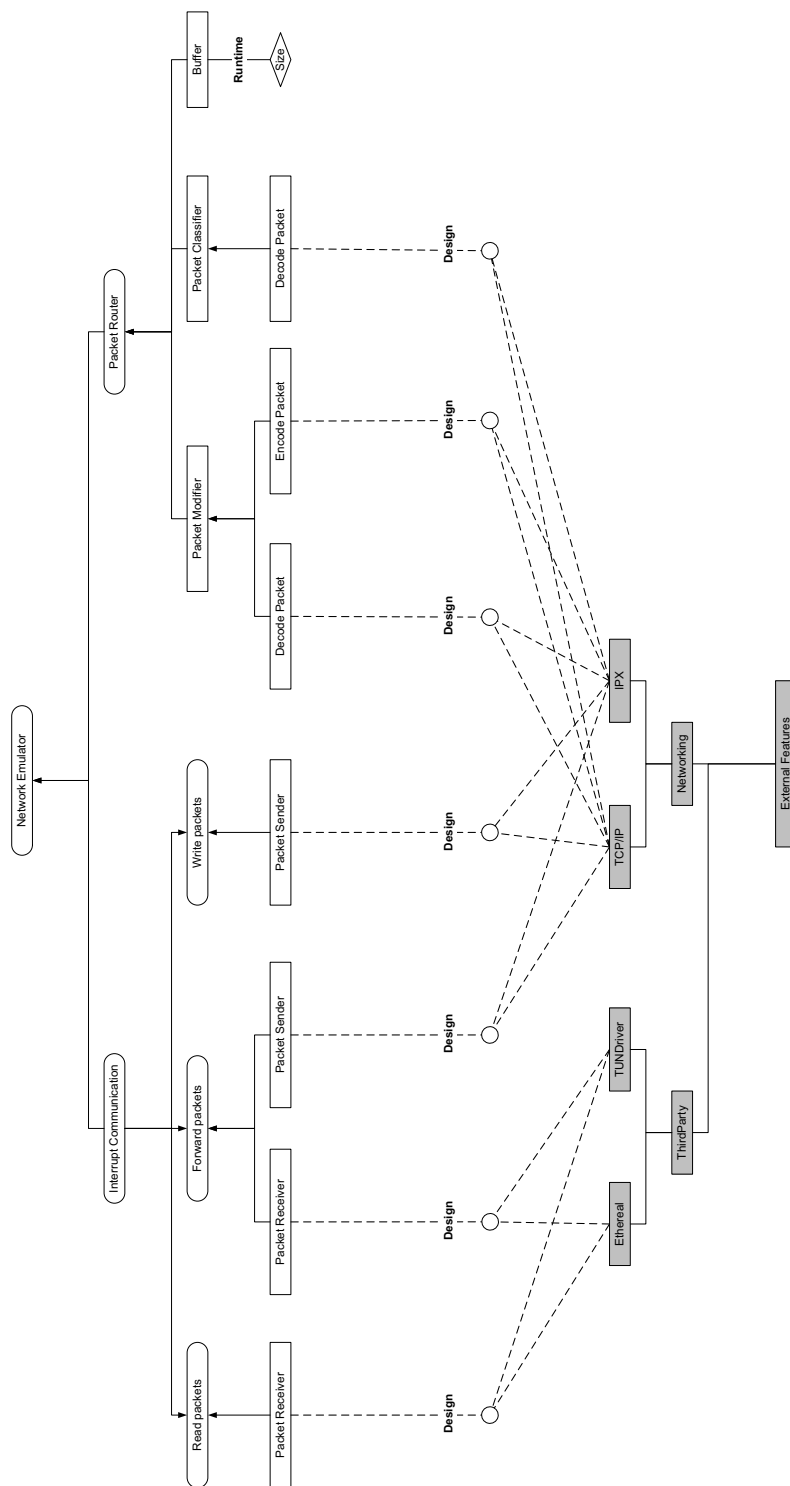 Network Emulator
Interrupt Communication
Packet Router
Read packets
Forward packets
Write packets
Packet Modifier
Packet Classifier
Buffer
Runtime
Packet Receiver
Packet Receiver
Packet Sender
Packet Sender
Decode Packet
Encode Packet
Decode Packet
Size
Design
Design
Design
Design
Design
Design
Design
Ethereal
TUNDriver
TCP/IP
IPX
ThirdParty
Networking
External Features